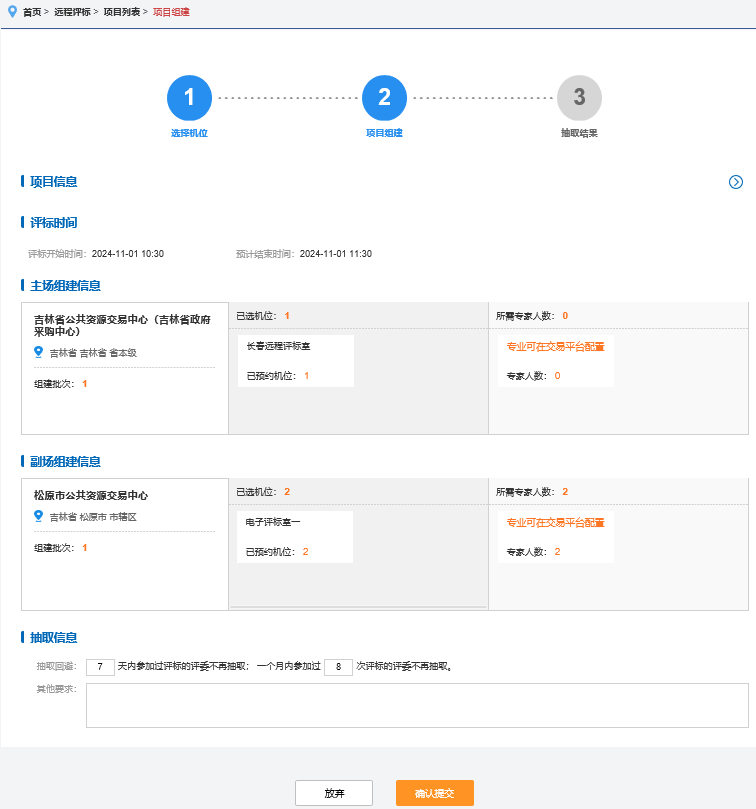 首页 > 远程评标 > 项目列表 > 项目组建
1 2 3
选择机位 项目组建 抽取结果
项目信息
评标时间
评标开始时间: 2024-11-01 10:30 预计结束时间: 2024-11-01 11:30
主场组建信息
吉林省公共资源交易中心（吉林省政府
采购中心）
吉林省 吉林省 省本级
组建批次: 1
已选机位: 1
长春远程评标室
已预约机位: 1
所需专家人数: 0
专业可在交易平台配置
专家人数: 0
副场组建信息
松原市公共资源交易中心
吉林省 松原市 市辖区
组建批次: 1
已选机位: 2
电子评标室一
已预约机位: 2
所需专家人数: 2
专业可在交易平台配置
专家人数: 2
抽取信息
抽取回避: 7 天内参加过评标的评委不再抽取; 一个月内参加过 8 次评标的评委不再抽取。
其他要求:
放弃 确认提交